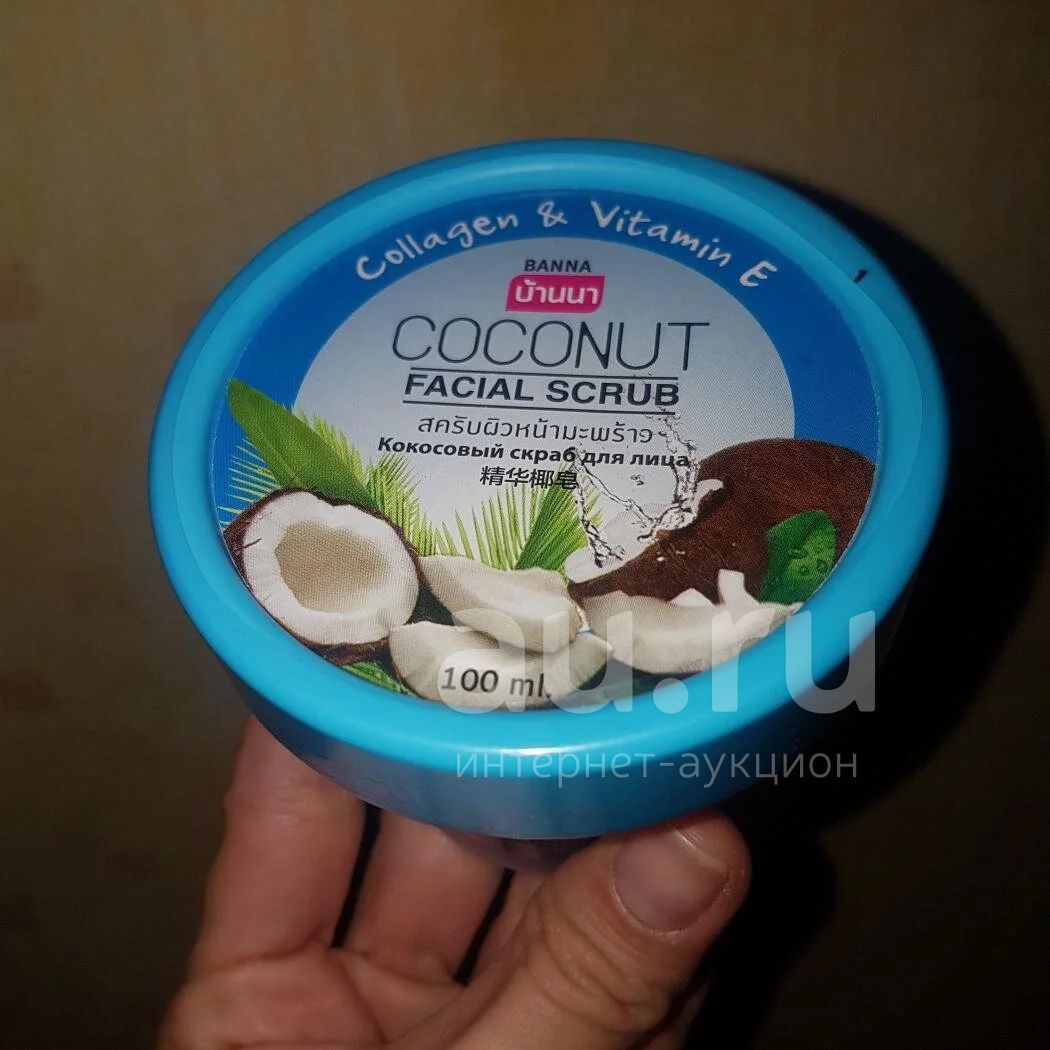 Collagen & Vitamin E
BANNA
บ้านนา
COCONUT
FACIAL SCRUB
สครับผิวหน้ามะพร้าว
Кокосовый скраб для лица
精华椰皂
100 ml.
au.ru
интернет-аукцион